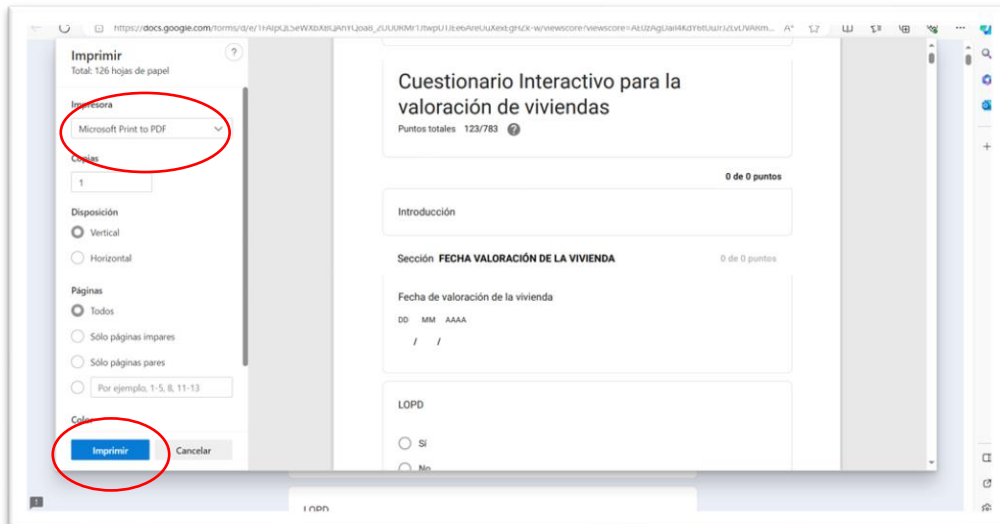 Imprimir
?
Total: 126 hojas de papel
Impresora
Microsoft Print to PDF
Copias
1
Disposición
Vertical
Horizontal
Páginas
Todos
Sólo páginas impares
Sólo páginas pares
Por ejemplo, 1-5, 8, 11-13
Color
Imprimir
Cancelar
Cuestionario Interactivo para la
valoración de viviendas
Puntos totales 123/783 ?
0 de 0 puntos
Introducción
Sección FECHA VALORACIÓN DE LA VIVIENDA 0 de 0 puntos
Fecha de valoración de la vivienda
DD MM AAAA
/ /
LOPD
Sí
No
LOPD